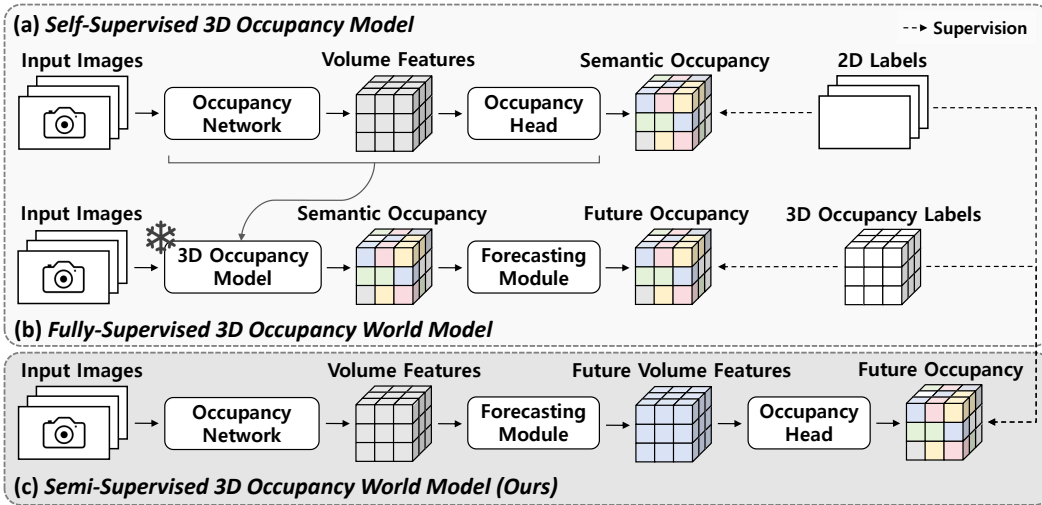 (a) Self-Supervised 3D Occupancy Model
Supervision
Input Images
Volume Features
Semantic Occupancy
2D Labels
Occupancy
Network
Occupancy
Head
Input Images
Semantic Occupancy
Future Occupancy
3D Occupancy Labels
3D Occupancy
Model
Forecasting
Module
(b) Fully-Supervised 3D Occupancy World Model
Input Images
Volume Features
Future Volume Features
Future Occupancy
Occupancy
Network
Forecasting
Module
Occupancy
Head
(c) Semi-Supervised 3D Occupancy World Model (Ours)